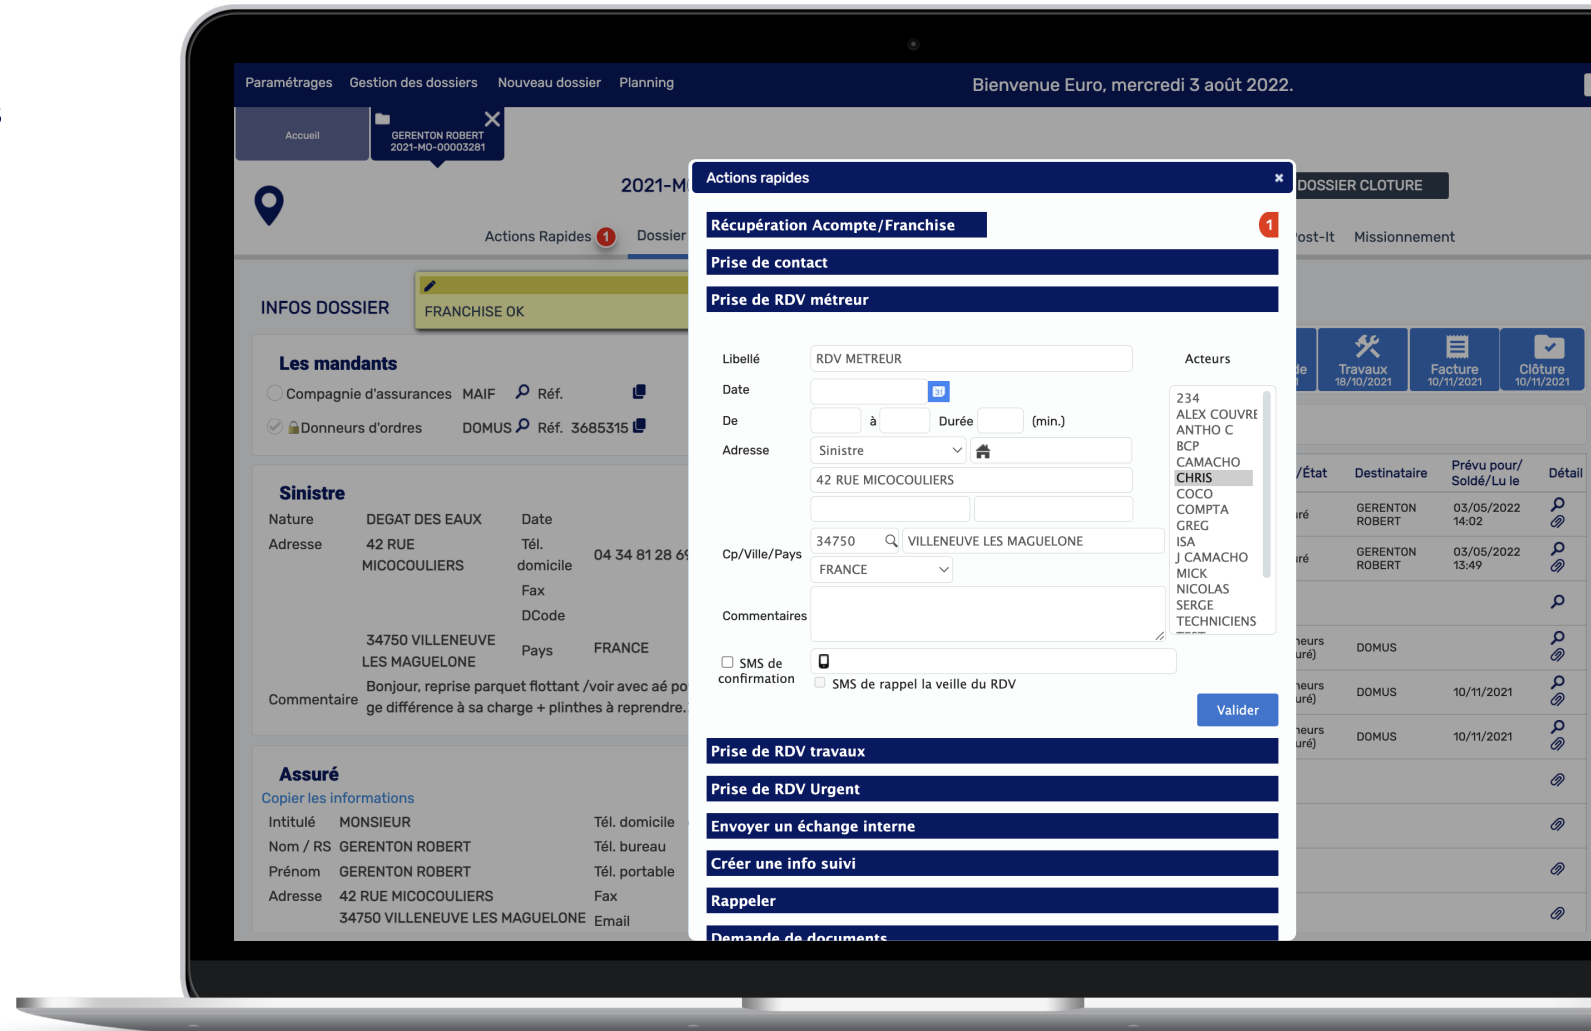 Paramétrages Gestion des dossiers Nouveau dossier Planning
Bienvenue Euro, mercredi 3 août 2022.
Accueil
GERENTON ROBERT
2021-MO-00003281
2021-M
DOSSIER CLOTURE
Actions Rapides 1 Dossier
Post-It Missionnement
INFOS DOSSIER
FRANCHISE OK
Les mandants
Compagnie d'assurances MAIF Réf.
Donneurs d'ordres DOMUS Réf. 3685315
Sinistre
Nature DEGAT DES EAUX Date
Adresse 42 RUE MICOCOULIERS
Tél. domicile 04 34 81 28 69
Fax
DCode
34750 VILLENEUVE LES MAGUELONE
Pays FRANCE
Commentaire
Bonjour, reprise parquet flottant /voir avec aé po
ge différence à sa charge + plinthes à reprendre.
Assuré
Copier les informations
Intitulé MONSIEUR Tél. domicile
Nom / RS GERENTON ROBERT Tél. bureau
Prénom GERENTON ROBERT Tél. portable
Adresse 42 RUE MICOCOULIERS Fax
34750 VILLENEUVE LES MAGUELONE Email
Actions rapides
Récupération Acompte/Franchise 1
Prise de contact
Prise de RDV métreur
Libellé RDV METREUR
Date 31
De à Durée (min.)
Adresse Sinistre
42 RUE MICOCOULIERS
Cp/Ville/Pays 34750 VILLENEUVE LES MAGUELONE
FRANCE
Commentaires
SMS de confirmation
SMS de rappel la veille du RDV
Valider
Acteurs
234
ALEX COUVRE
ANTHO C
BCP
CAMACHO
CHRIS
COCO
COMPTA
GREG
ISA
J CAMACHO
MICK
NICOLAS
SERGE
TECHNICIENS
Prise de RDV travaux
Prise de RDV Urgent
Envoyer un échange interne
Créer une info suivi
Rappeler
Demande de documents
Travaux
18/10/2021
Facture
10/11/2021
Clôture
10/11/2021
/État Destinataire Prévu pour/ Soldé/Lu le Détail
GERENTON ROBERT 03/05/2022 14:02
GERENTON ROBERT 03/05/2022 13:49
DOMUS
DOMUS 10/11/2021
DOMUS 10/11/2021